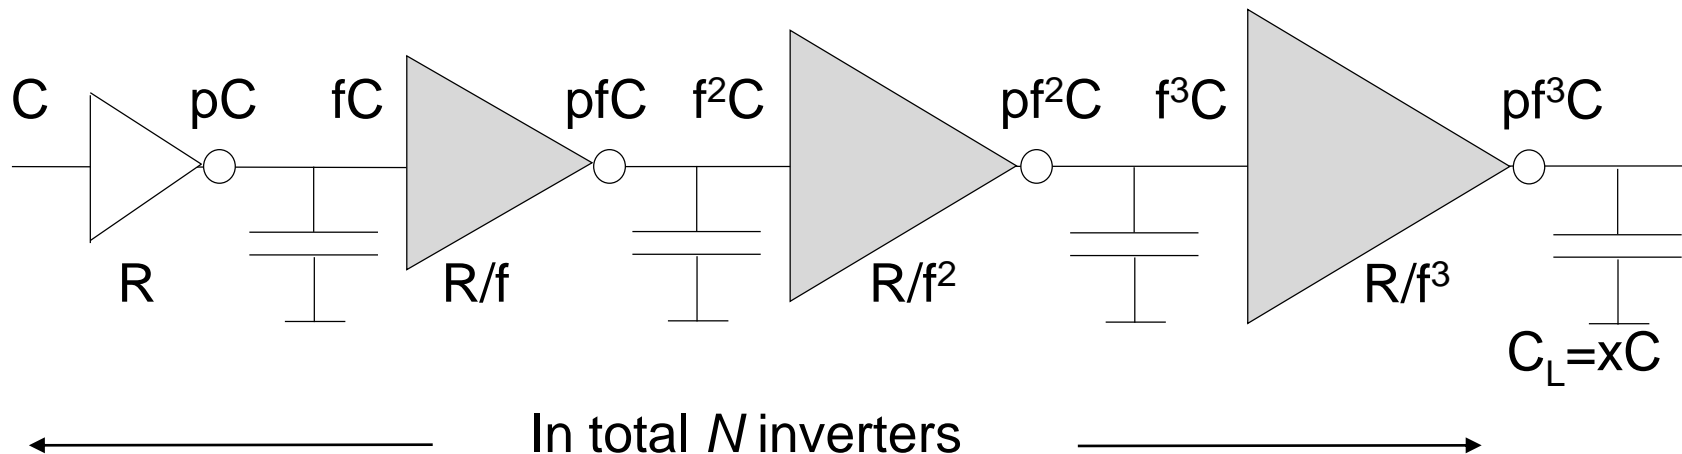 C pC fC pfC f²C pf²C f³C pf³C
R R/f R/f² R/f³
C_L=xC
In total N inverters